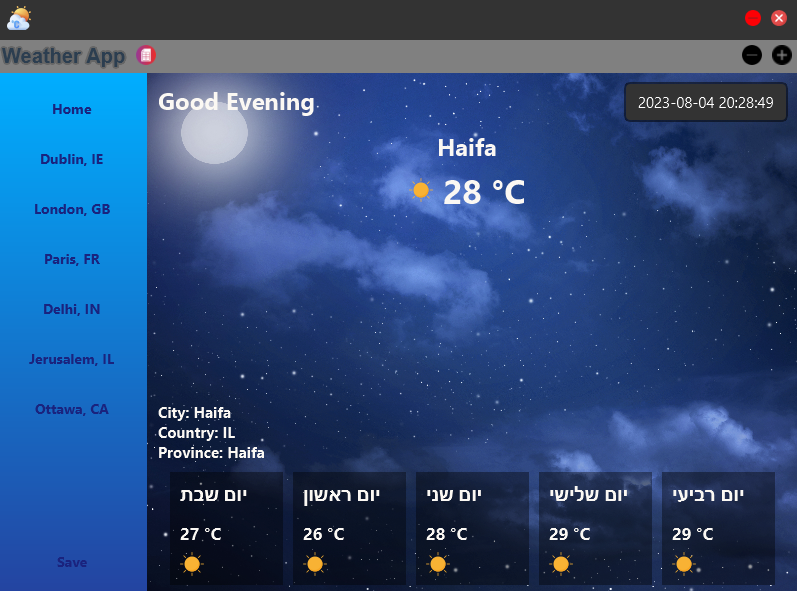 Weather App
Home
Dublin, IE
London, GB
Paris, FR
Delhi, IN
Jerusalem, IL
Ottawa, CA
Save
Good Evening
2023-08-04 20:28:49
Haifa
28 °C
City: Haifa
Country: IL
Province: Haifa
יום שבת
27 °C
יום ראשון
26 °C
יום שני
28 °C
יום שלישי
29 °C
יום רביעי
29 °C